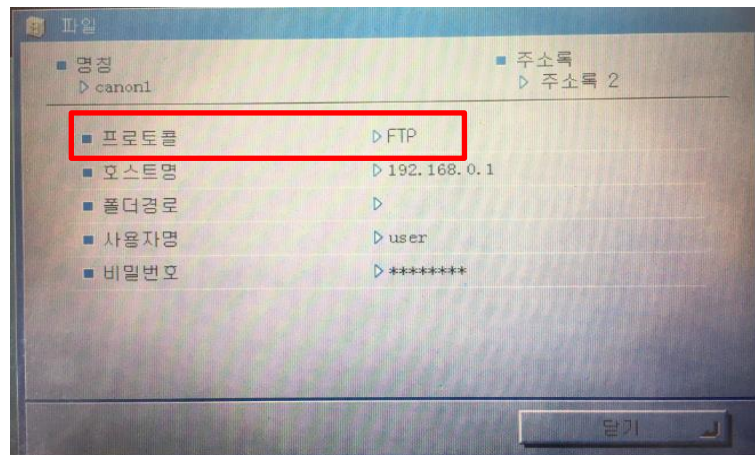 파일
명칭
canon1
주소록
주소록 2
프로토콜 FTP
호스트명 192.168.0.1
폴더경로
사용자명 user
비밀번호 ********
닫기